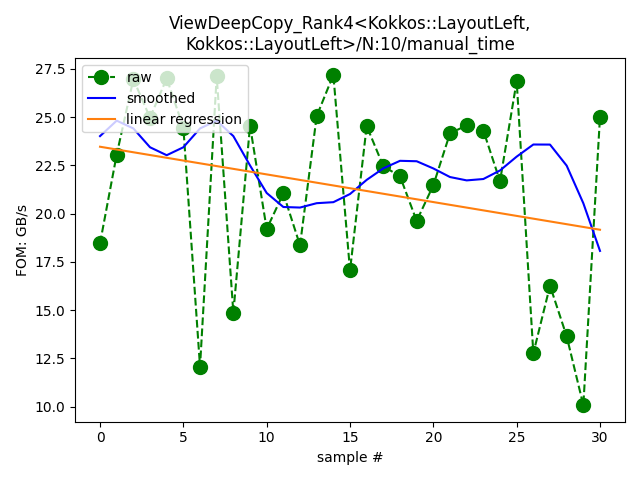 ViewDeepCopy_Rank4<Kokkos::LayoutLeft,
Kokkos::LayoutLeft>/N:10/manual_time
27.5
25.0
22.5
20.0
17.5
15.0
12.5
10.0
FOM: GB/s
raw
smoothed
linear regression
0
5
10
15
20
25
30
sample #